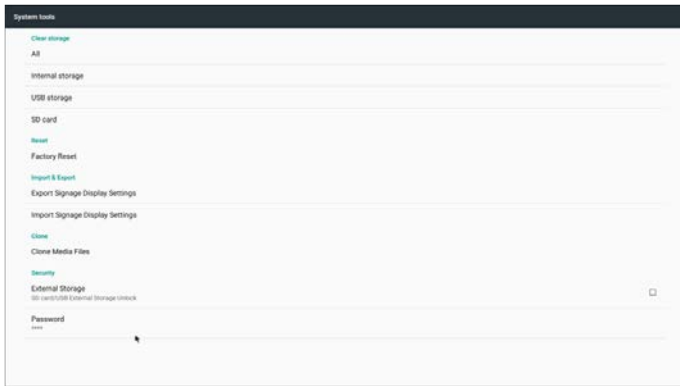 System tools
Clear storage
All
Internal storage
USB storage
SD card
Reset
Factory Reset
Import & Export
Export Signage Display Settings
Import Signage Display Settings
Clone
Clone Media Files
Security
External Storage
SD card/USB External Storage Unlock
Password
****